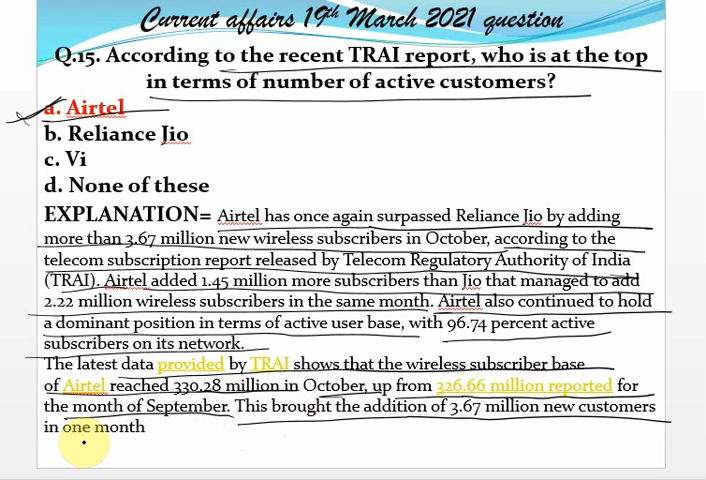 Current affairs 19th March 2021 question
Q.15. According to the recent TRAI report, who is at the top
in terms of number of active customers?
a. Airtel
b. Reliance Jio
c. Vi
d. None of these
EXPLANATION= Airtel has once again surpassed Reliance Jio by adding
more than 3.67 million new wireless subscribers in October, according to the
telecom subscription report released by Telecom Regulatory Authority of India
(TRAI). Airtel added 1.45 million more subscribers than Jio that managed to add
2.22 million wireless subscribers in the same month. Airtel also continued to hold
a dominant position in terms of active user base, with 96.74 percent active
subscribers on its network.
The latest data provided by TRAI shows that the wireless subscriber base
of Airtel reached 330.28 million in October, up from 326.66 million reported for
the month of September. This brought the addition of 3.67 million new customers
in one month